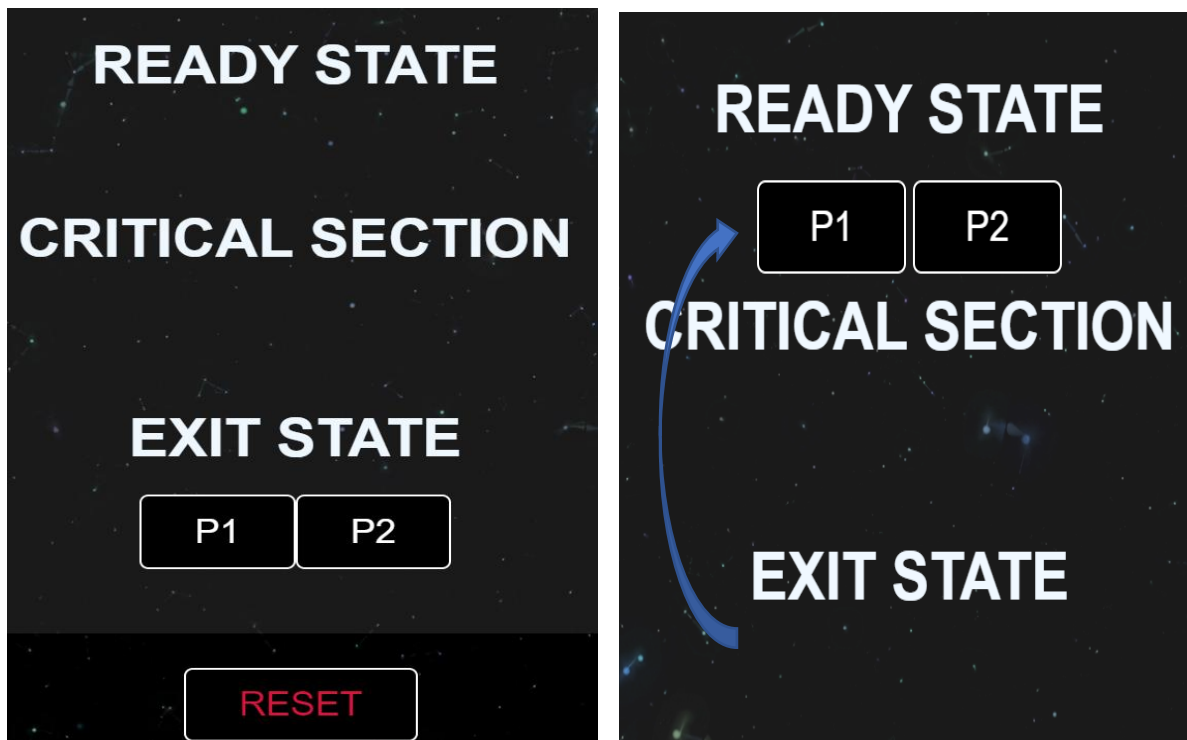 READY STATE
CRITICAL SECTION
EXIT STATE
P1 P2
RESET
READY STATE
P1 P2
CRITICAL SECTION
EXIT STATE